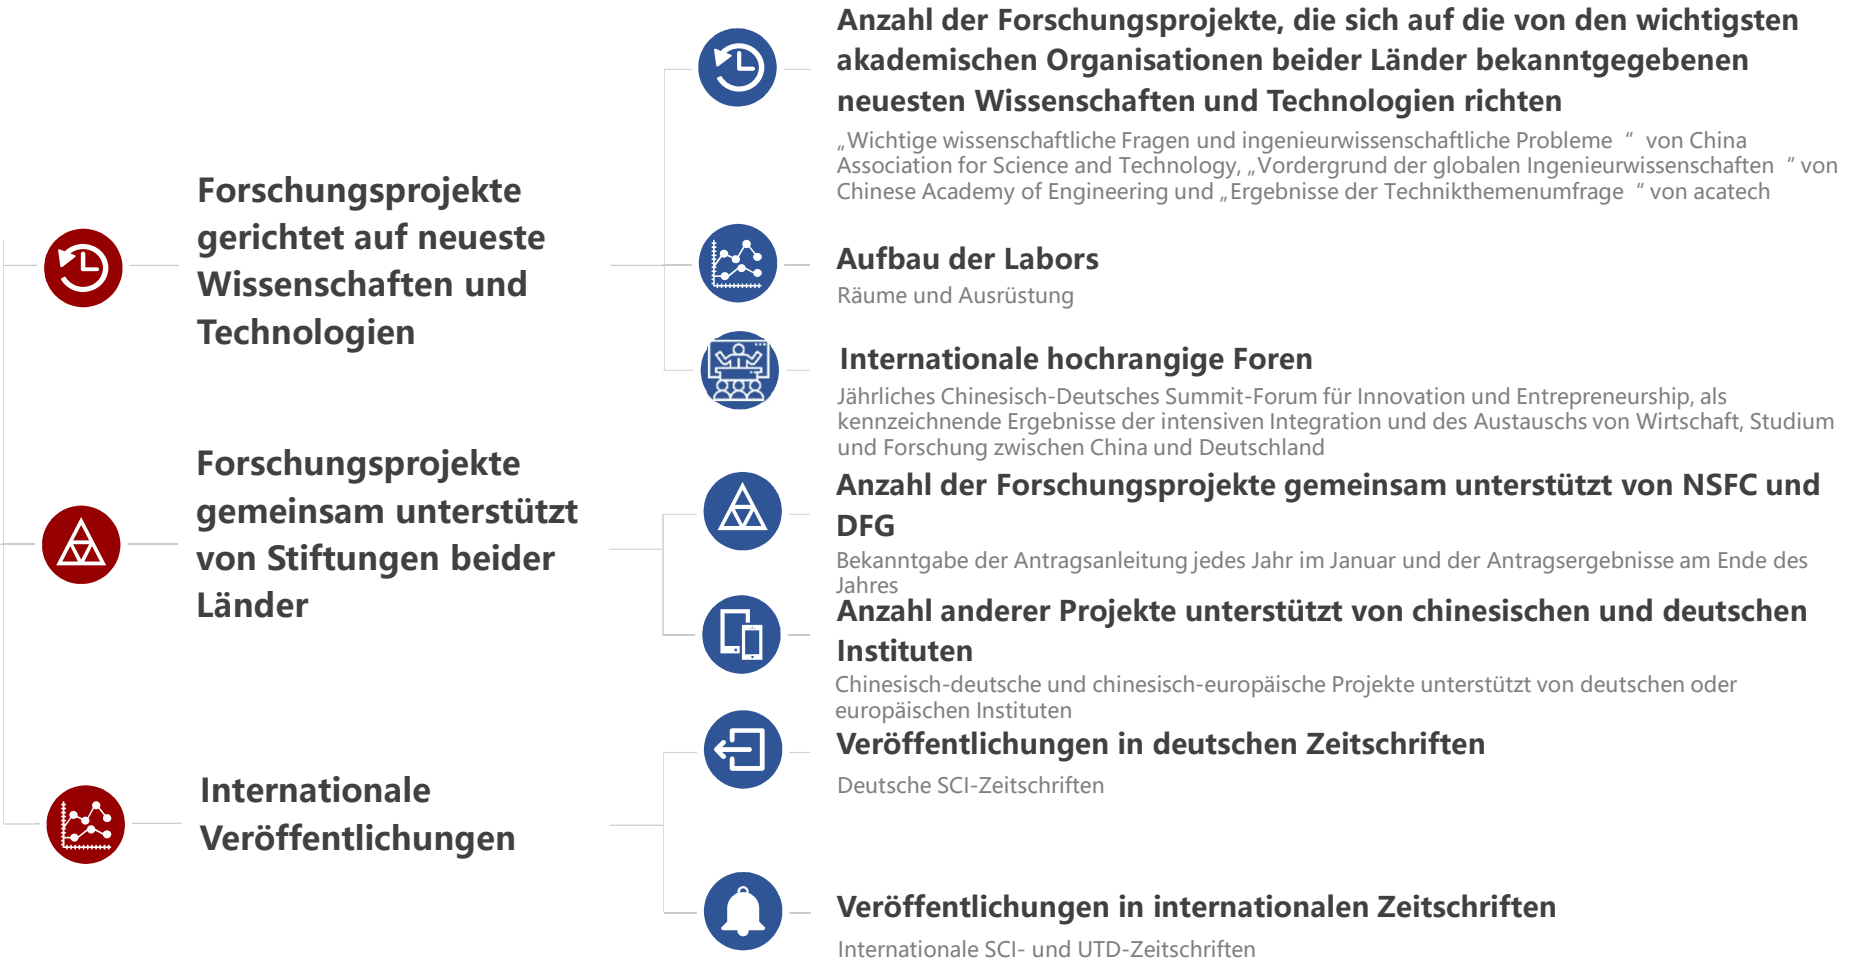 Forschungsprojekte
gerichtet auf neueste
Wissenschaften und
Technologien
Anzahl der Forschungsprojekte, die sich auf die von den wichtigsten
akademischen Organisationen beider Länder bekanntgegebenen
neuesten Wissenschaften und Technologien richten
„Wichtige wissenschaftliche Fragen und ingenieurwissenschaftliche Probleme “ von China
Association for Science and Technology, „Vordergrund der globalen Ingenieurwissenschaften “ von
Chinese Academy of Engineering und „Ergebnisse der Technikthemenumfrage “ von acatech
Aufbau der Labors
Räume und Ausrüstung
Internationale hochrangige Foren
Jährliches Chinesisch-Deutsches Summit-Forum für Innovation und Entrepreneurship, als
kennzeichnende Ergebnisse der intensiven Integration und des Austauschs von Wirtschaft, Studium
und Forschung zwischen China und Deutschland
Forschungsprojekte
gemeinsam unterstützt
von Stiftungen beider
Länder
Anzahl der Forschungsprojekte gemeinsam unterstützt von NSFC und
DFG
Bekanntgabe der Antragsanleitung jedes Jahr im Januar und der Antragsergebnisse am Ende des
Jahres
Anzahl anderer Projekte unterstützt von chinesischen und deutschen
Instituten
Chinesisch-deutsche und chinesisch-europäische Projekte unterstützt von deutschen oder
europäischen Instituten
Internationale
Veröffentlichungen
Veröffentlichungen in deutschen Zeitschriften
Deutsche SCI-Zeitschriften
Veröffentlichungen in internationalen Zeitschriften
Internationale SCI- und UTD-Zeitschriften